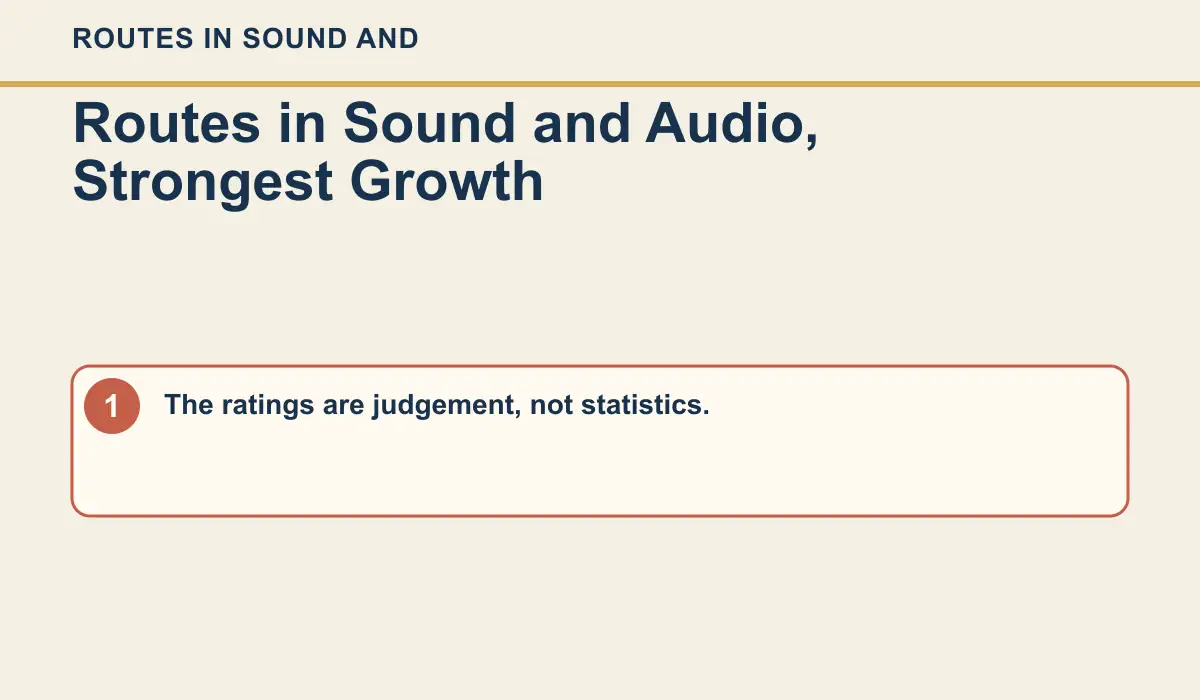 ROUTES IN SOUND AND
Routes in Sound and Audio,
Strongest Growth
1
The ratings are judgement, not statistics.